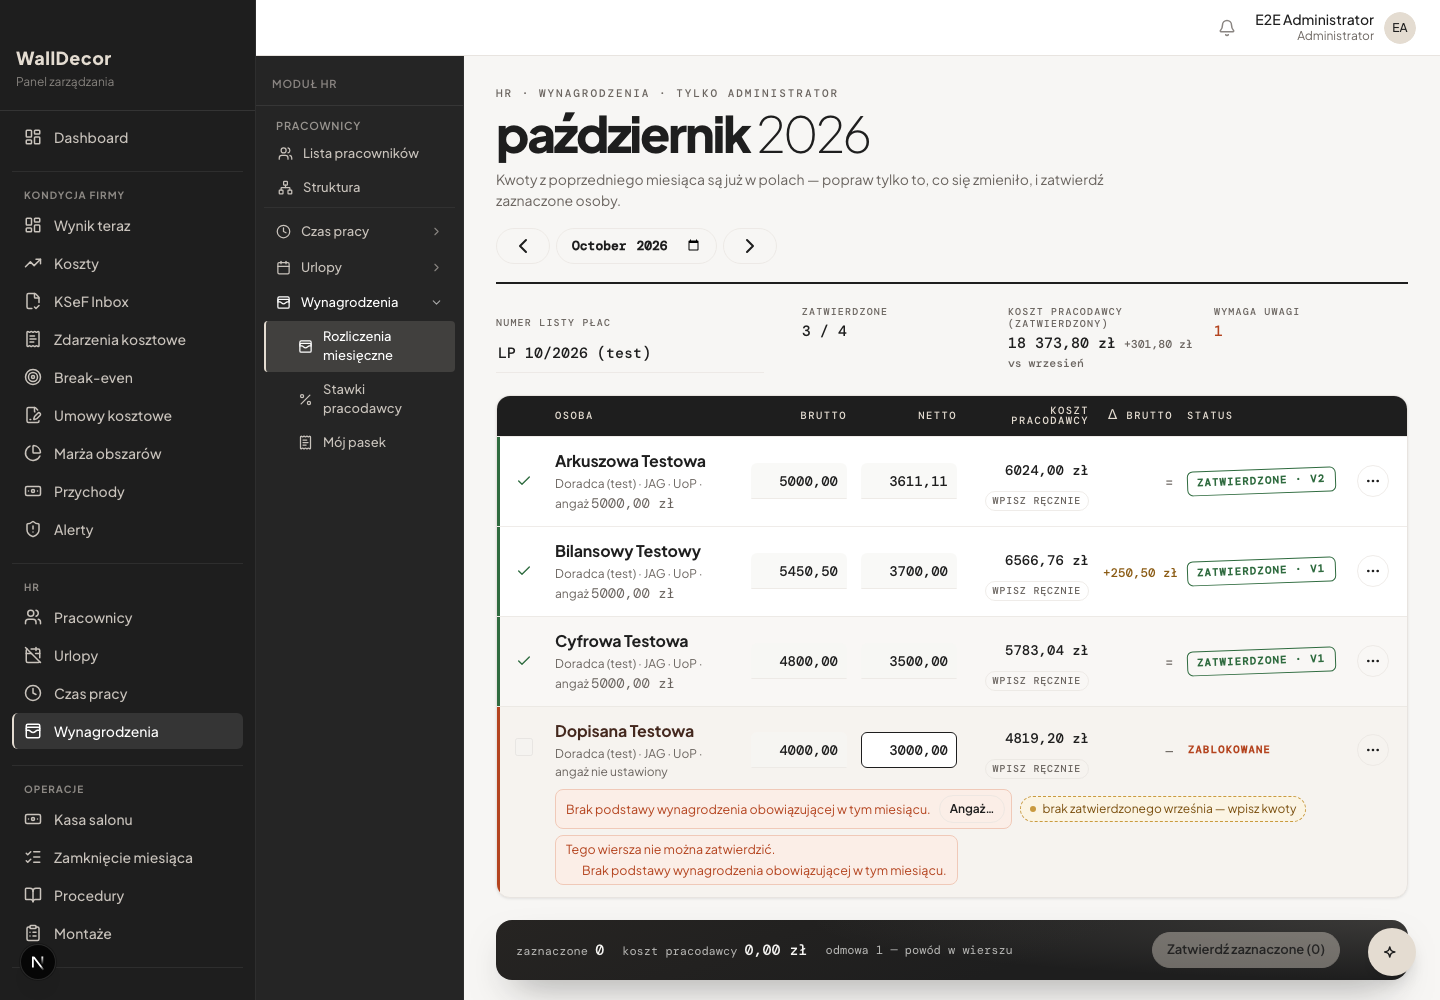 E2E Administrator
Administrator
EA
WallDecor
Panel zarządzania
Dashboard
KONDYCJA FIRMY
Wynik teraz
Koszty
KSeF Inbox
Zdarzenia kosztowe
Break-even
Umowy kosztowe
Marża obszarów
Przychody
Alerty
HR
Pracownicy
Urlopy
Czas pracy
Wynagrodzenia
OPERACJE
Kasa salonu
Zamknięcie miesiąca
Procedury
Montaże
N
MODUŁ HR
PRACOWNICY
Lista pracowników
Struktura
Czas pracy
Urlopy
Wynagrodzenia
Rozliczenia
miesięczne
Stawki
pracodawcy
Mój pasek
HR · WYNAGRODZENIA · TYLKO ADMINISTRATOR
październik 2026
Kwoty z poprzedniego miesiąca są już w polach — popraw tylko to, co się zmieniło, i zatwierdź
zaznaczone osoby.
October 2026
NUMER LISTY PŁAC
LP 10/2026 (test)
ZATWIERDZONE
3 / 4
KOSZT PRACODAWCY
(ZATWIERDZONY)
18 373,80 zł +301,80 zł
vs wrzesień
WYMAGA UWAGI
1
OSOBA BRUTTO NETTO KOSZT PRACODAWCY Δ BRUTTO STATUS
Arkuszowa Testowa
Doradca (test) · JAG · UoP ·
angaż 5000,00 zł
5000,00
3611,11
6024,00 zł
WPISZ RĘCZNIE
=
ZATWIERDZONE · V2
Bilansowy Testowy
Doradca (test) · JAG · UoP ·
angaż 5000,00 zł
5450,50
3700,00
6566,76 zł
WPISZ RĘCZNIE
+250,50 zł
ZATWIERDZONE · V1
Cyfrowa Testowa
Doradca (test) · JAG · UoP ·
angaż 5000,00 zł
4800,00
3500,00
5783,04 zł
WPISZ RĘCZNIE
=
ZATWIERDZONE · V1
Dopisana Testowa
Doradca (test) · JAG · UoP ·
angaż nie ustawiony
4000,00
3000,00
4819,20 zł
WPISZ RĘCZNIE
—
ZABLOKOWANE
Brak podstawy wynagrodzenia obowiązującej w tym miesiącu. Angaż…
brak zatwierdzonego września — wpisz kwoty
Tego wiersza nie można zatwierdzić.
Brak podstawy wynagrodzenia obowiązującej w tym miesiącu.
zaznaczone 0 koszt pracodawcy 0,00 zł odmowa 1 — powód w wierszu
Zatwierdź zaznaczone (0)